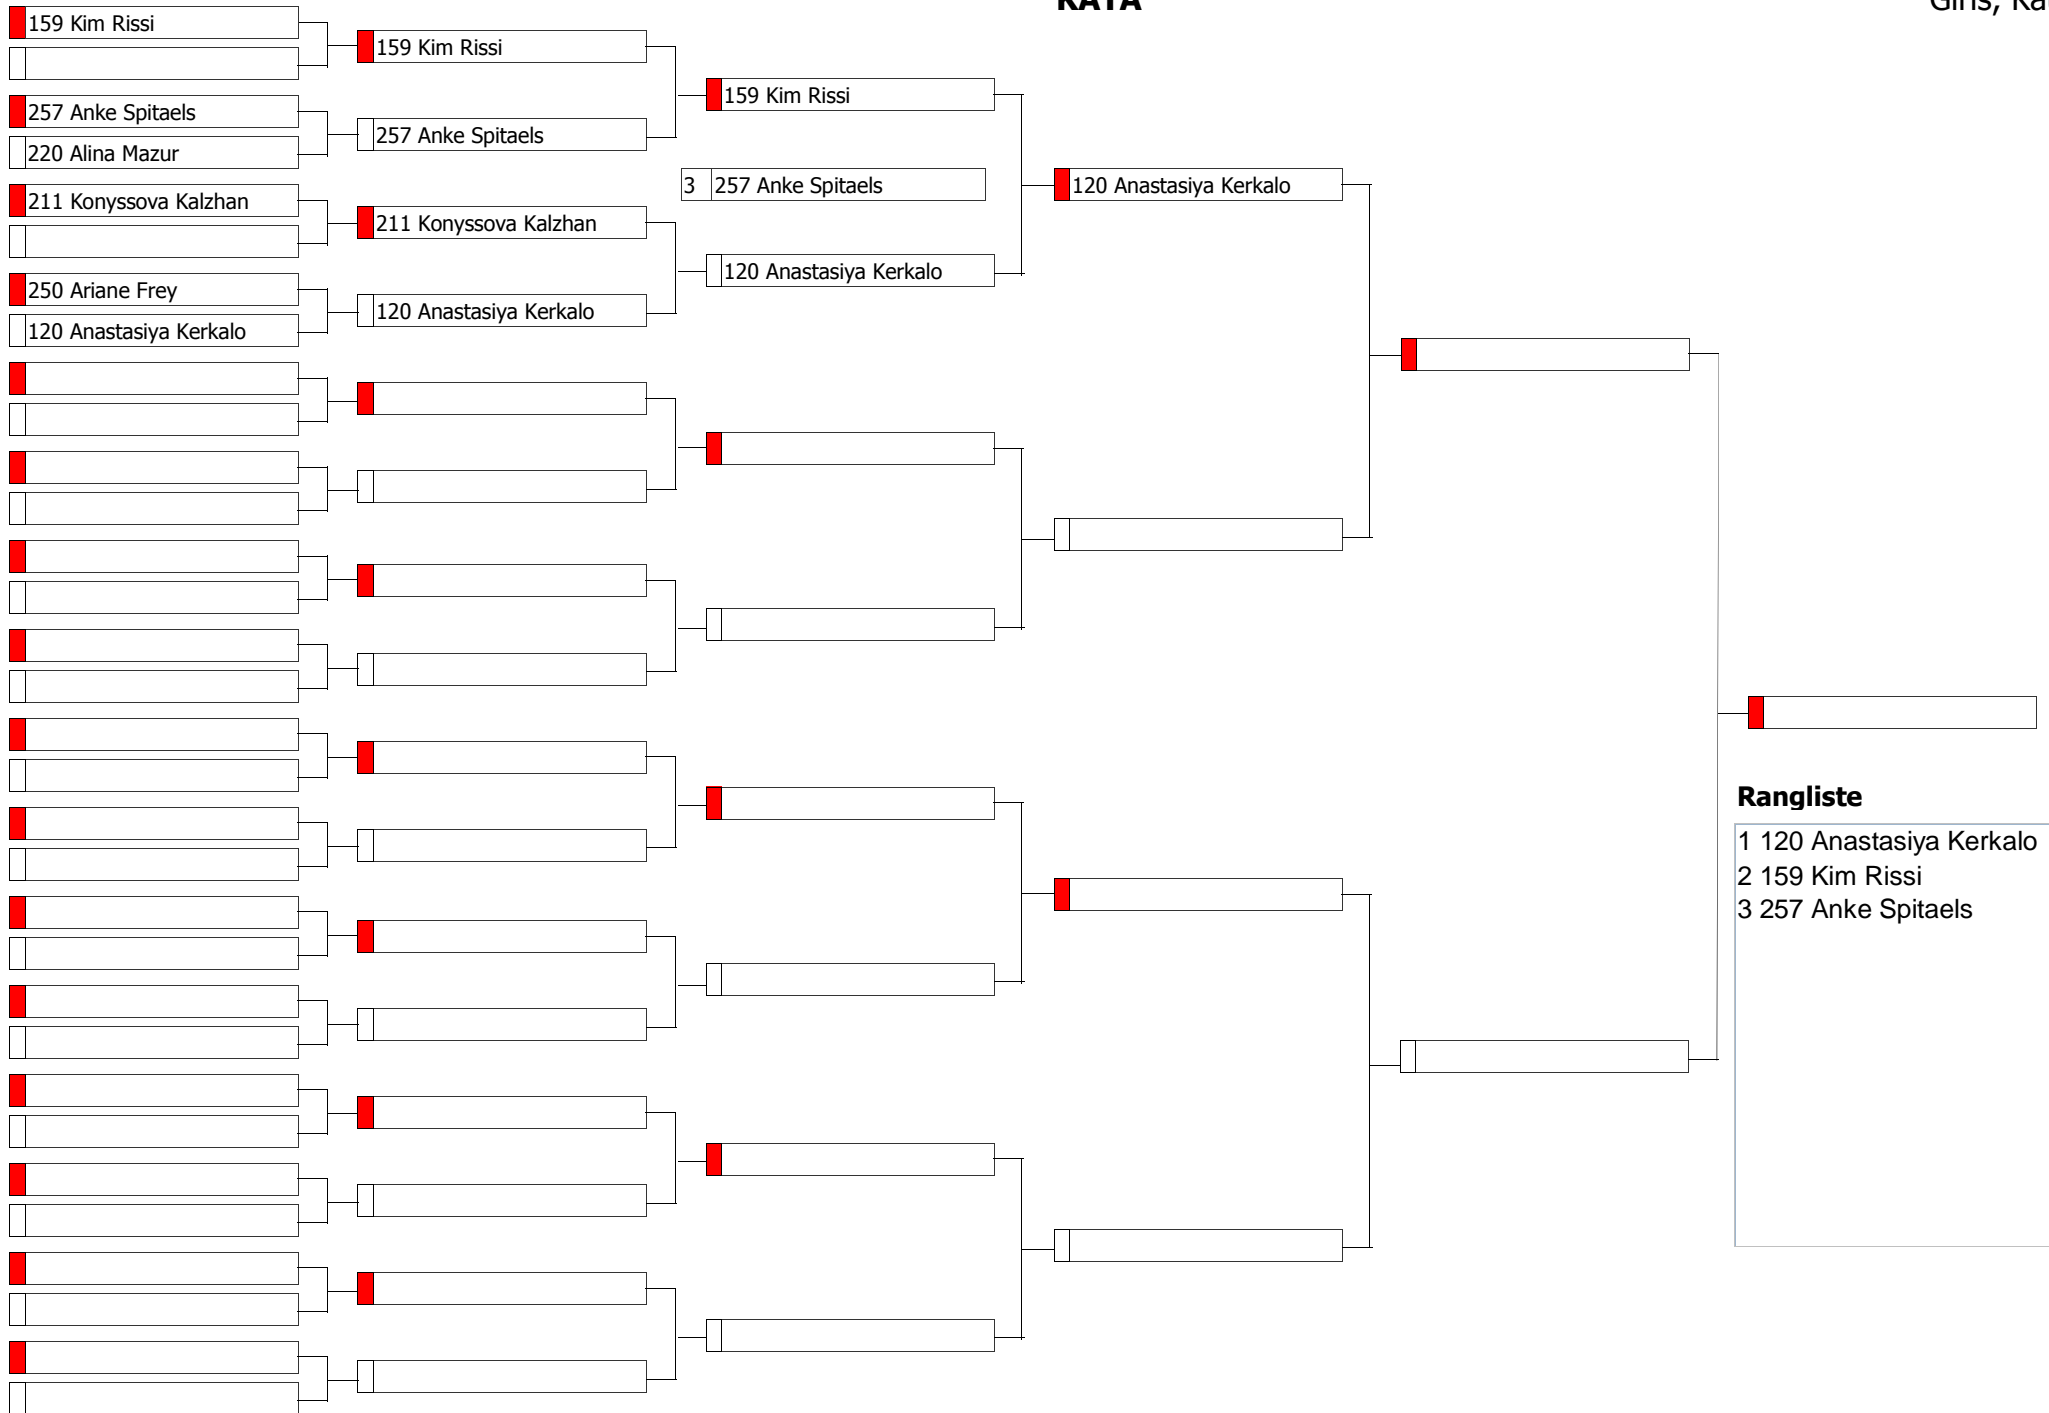 KATA
Girls, Kat
159 Kim Rissi
257 Anke Spitaels
220 Alina Mazur
211 Konyssova Kalzhan
250 Ariane Frey
120 Anastasiya Kerkalo
159 Kim Rissi
257 Anke Spitaels
211 Konyssova Kalzhan
120 Anastasiya Kerkalo
159 Kim Rissi
3 257 Anke Spitaels
120 Anastasiya Kerkalo
120 Anastasiya Kerkalo
Rangliste
1 120 Anastasiya Kerkalo
2 159 Kim Rissi
3 257 Anke Spitaels